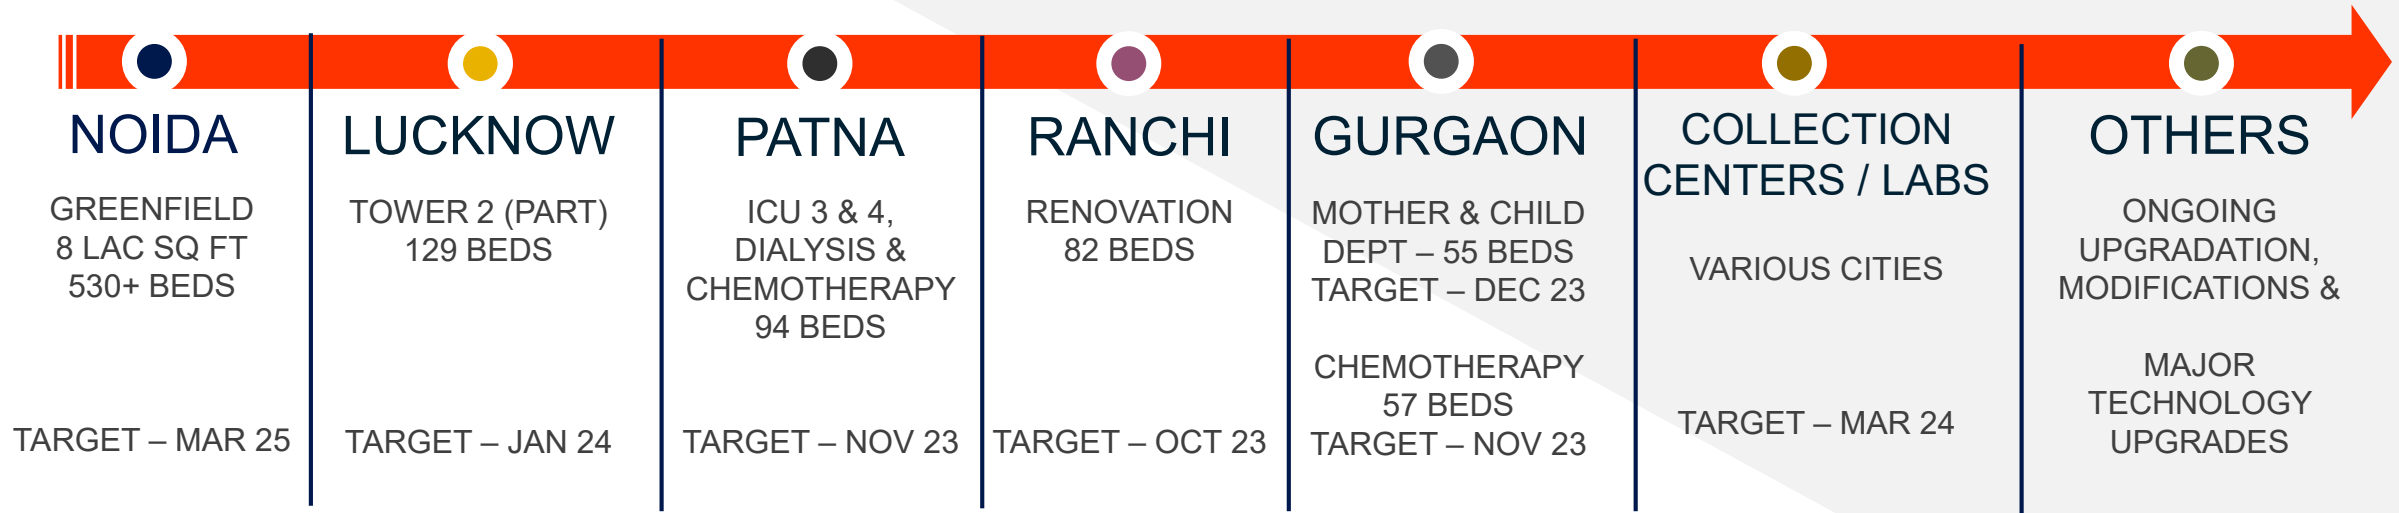 NOIDA
GREENFIELD
8 LAC SQ FT
530+ BEDS
TARGET – MAR 25
LUCKNOW
TOWER 2 (PART)
129 BEDS
TARGET – JAN 24
PATNA
ICU 3 & 4,
DIALYSIS &
CHEMOTHERAPY
94 BEDS
TARGET – NOV 23
RANCHI
RENOVATION
82 BEDS
TARGET – OCT 23
GURGAON
MOTHER & CHILD
DEPT – 55 BEDS
TARGET – DEC 23
CHEMOTHERAPY
57 BEDS
TARGET – NOV 23
COLLECTION
CENTERS / LABS
VARIOUS CITIES
TARGET – MAR 24
OTHERS
ONGOING
UPGRADATION,
MODIFICATIONS &
MAJOR
TECHNOLOGY
UPGRADES